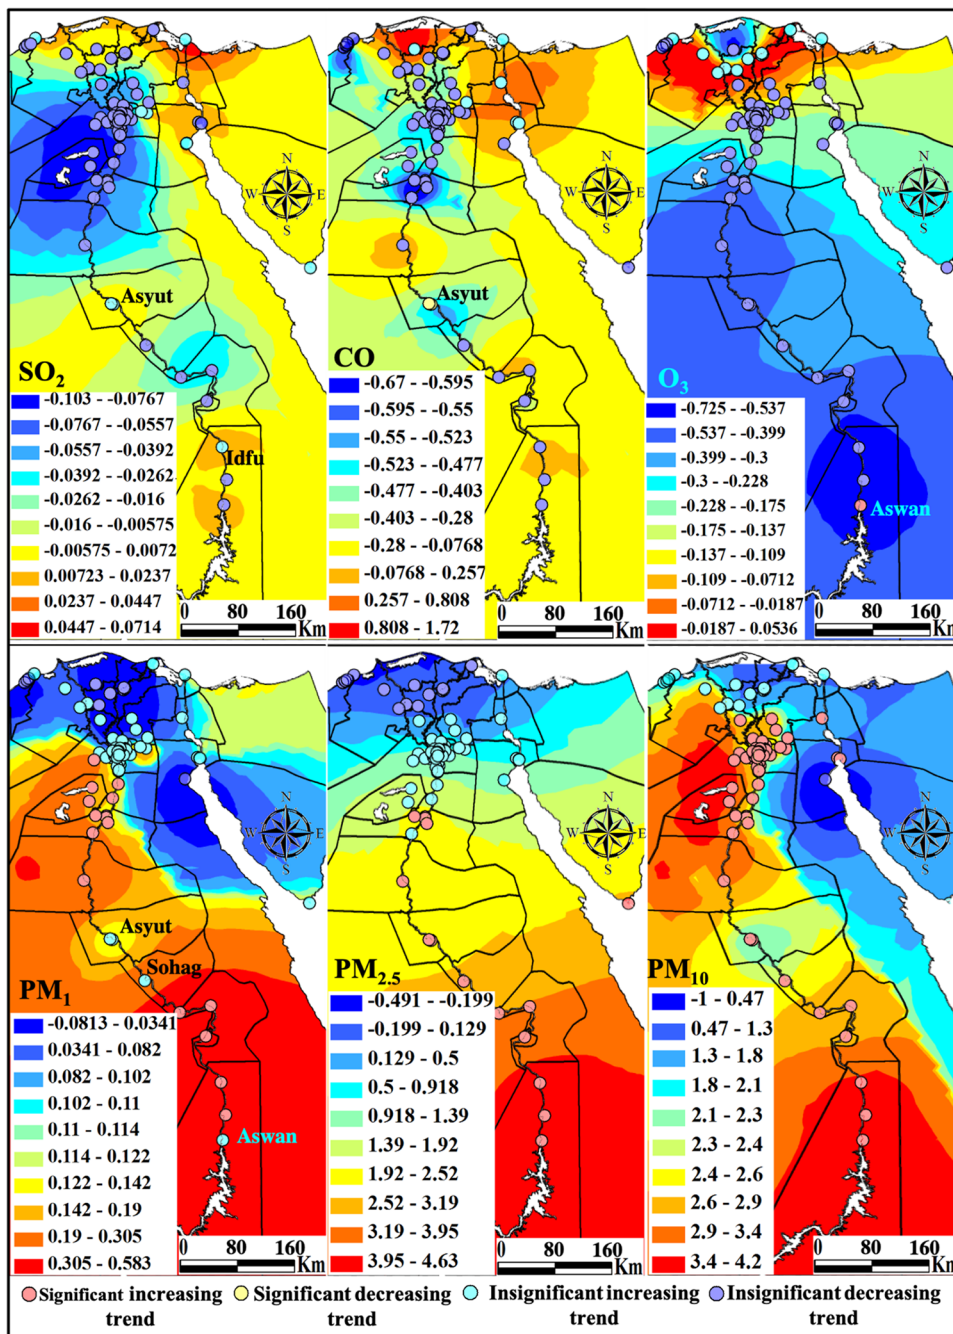 N
W E
S
Asyut
SO2
-0.103 - -0.0767
-0.0767 - -0.0557
-0.0557 - -0.0392
-0.0392 - -0.0262
-0.0262 - -0.016
-0.016 - -0.00575
-0.00575 - 0.0072
0.00723 - 0.0237
0.0237 - 0.0447
0.0447 - 0.0714
Idfu
0 80 160
Km
N
W E
S
Asyut
CO
-0.67 - -0.595
-0.595 - -0.55
-0.55 - -0.523
-0.523 - -0.477
-0.477 - -0.403
-0.403 - -0.28
-0.28 - -0.0768
-0.0768 - 0.257
0.257 - 0.808
0.808 - 1.72
0 80 160
Km
N
W E
S
O3
-0.725 - -0.537
-0.537 - -0.399
-0.399 - -0.3
-0.3 - -0.228
-0.228 - -0.175
-0.175 - -0.137
-0.137 - -0.109
-0.109 - -0.0712
-0.0712 - -0.0187
-0.0187 - 0.0536
Aswan
0 80 160
Km
N
W E
S
Asyut
Sohag
PM1
-0.0813 - 0.0341
0.0341 - 0.082
0.082 - 0.102
0.102 - 0.11
0.11 - 0.114
0.114 - 0.122
0.122 - 0.142
0.142 - 0.19
0.19 - 0.305
0.305 - 0.583
Aswan
0 80 160
Km
N
W E
S
PM2.5
-0.491 - -0.199
-0.199 - 0.129
0.129 - 0.5
0.5 - 0.918
0.918 - 1.39
1.39 - 1.92
1.92 - 2.52
2.52 - 3.19
3.19 - 3.95
3.95 - 4.63
0 80 160
Km
N
W E
S
PM10
-1 - 0.47
0.47 - 1.3
1.3 - 1.8
1.8 - 2.1
2.1 - 2.3
2.3 - 2.4
2.4 - 2.6
2.6 - 2.9
2.9 - 3.4
3.4 - 4.2
0 80 160
Km
Significant increasing trend
Significant decreasing trend
Insignificant increasing trend
Insignificant decreasing trend